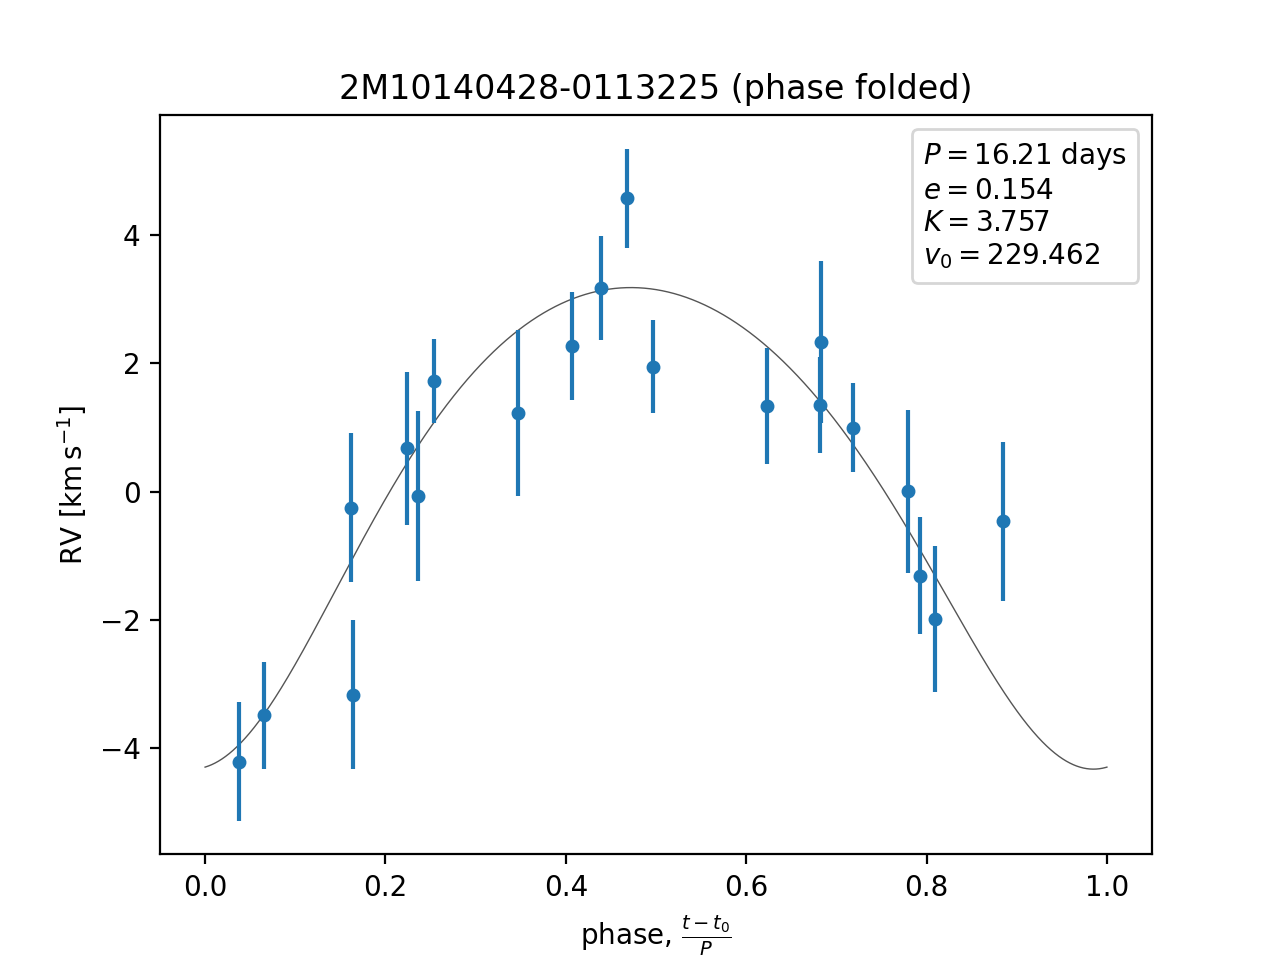 2M10140428-0113225 (phase folded)
P = 16.21 days
e = 0.154
K = 3.757
v₀ = 229.462
RV [km s⁻¹]
4
2
0
−2
−4
0.0 0.2 0.4 0.6 0.8 1.0
phase, (t − t₀)/P